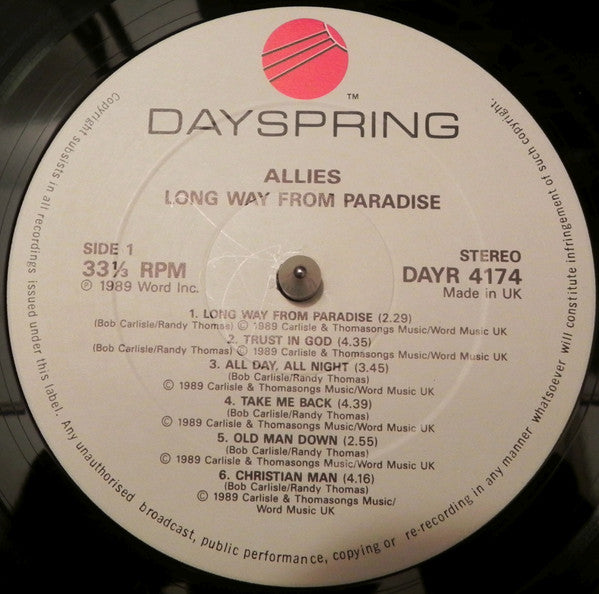 ™
DAYSPRING
ALLIES
LONG WAY FROM PARADISE
SIDE 1
33⅓ RPM
℗ 1989 Word Inc.
STEREO
DAYR 4174
Made in UK
1. LONG WAY FROM PARADISE (2.29)
(Bob Carlisle/Randy Thomas) © 1989 Carlisle & Thomasongs Music/Word Music UK
2. TRUST IN GOD (4.35)
(Bob Carlisle/Randy Thomas) © 1989 Carlisle & Thomasongs Music/Word Music UK
3. ALL DAY, ALL NIGHT (3.45)
(Bob Carlisle/Randy Thomas)
© 1989 Carlisle & Thomasongs Music/Word Music UK
4. TAKE ME BACK (4.39)
(Bob Carlisle/Randy Thomas)
© 1989 Carlisle & Thomasongs Music/Word Music UK
5. OLD MAN DOWN (2.55)
(Bob Carlisle/Randy Thomas)
© 1989 Carlisle & Thomasongs Music/Word Music UK
6. CHRISTIAN MAN (4.16)
(Bob Carlisle/Randy Thomas)
© 1989 Carlisle & Thomasongs Music/
Word Music UK
Copyright subsists in all recordings issued under this label. Any unauthorised broadcast, public performance, copying or re-recording in any manner whatsoever will constitute infringement of such copyright.